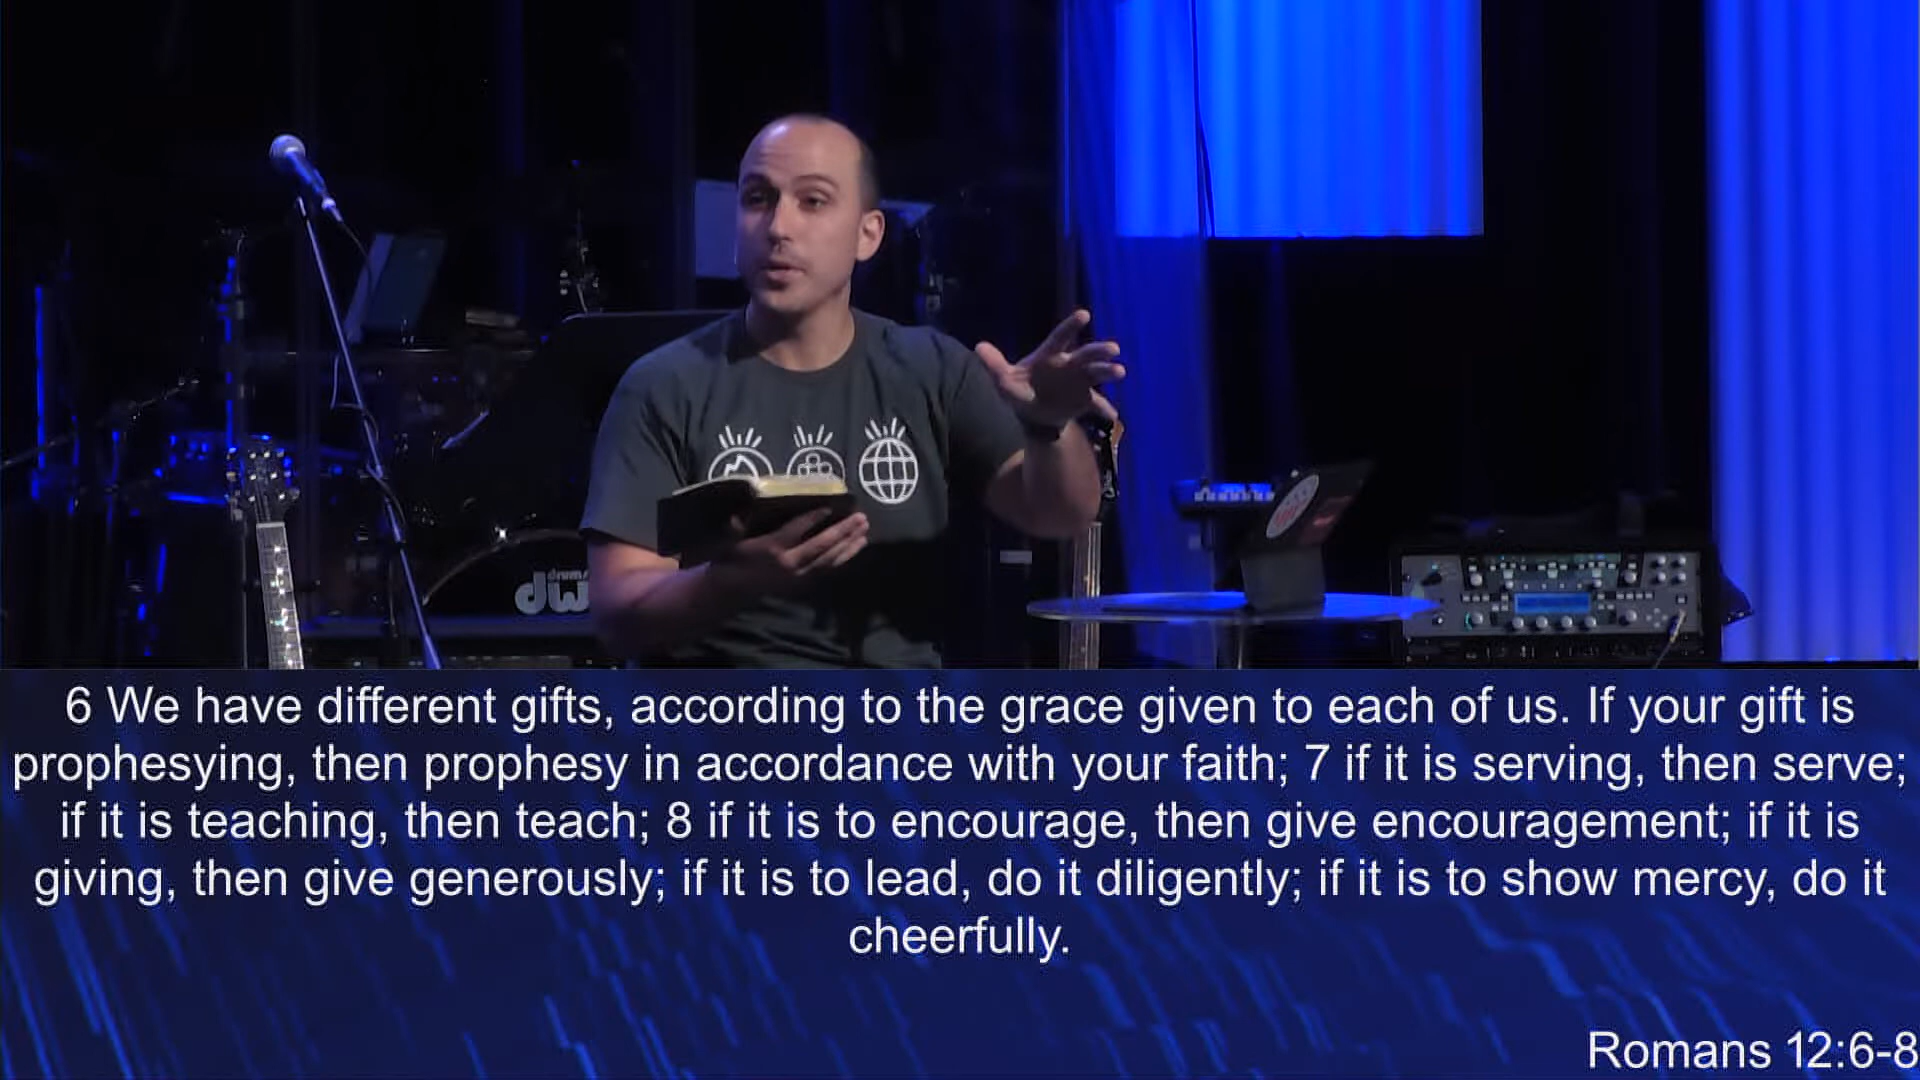 drums
dw
6 We have different gifts, according to the grace given to each of us. If your gift is
prophesying, then prophesy in accordance with your faith; 7 if it is serving, then serve;
if it is teaching, then teach; 8 if it is to encourage, then give encouragement; if it is
giving, then give generously; if it is to lead, do it diligently; if it is to show mercy, do it
cheerfully.
Romans 12:6-8